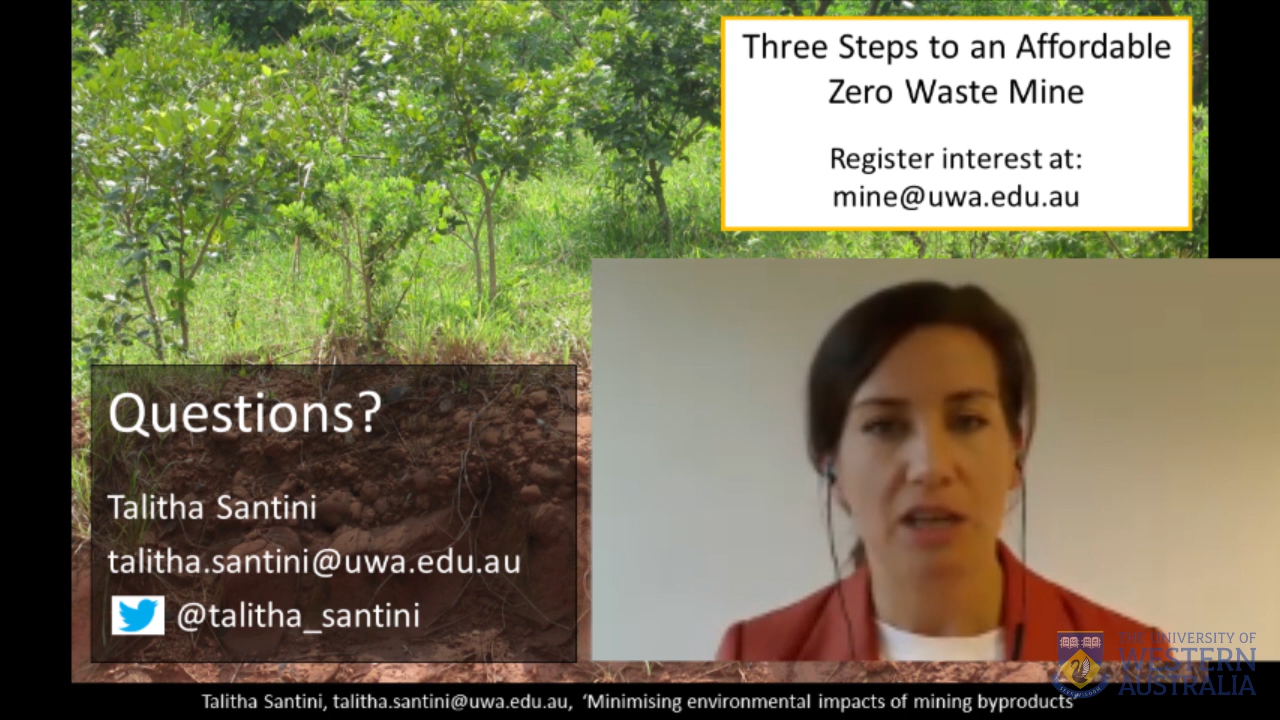 Three Steps to an Affordable
Zero Waste Mine
Register interest at:
mine@uwa.edu.au
Questions?
Talitha Santini
talitha.santini@uwa.edu.au
@talitha_santini
THE UNIVERSITY OF
WESTERN
AUSTRALIA
Talitha Santini, talitha.santini@uwa.edu.au, ‘Minimising environmental impacts of mining byproducts’